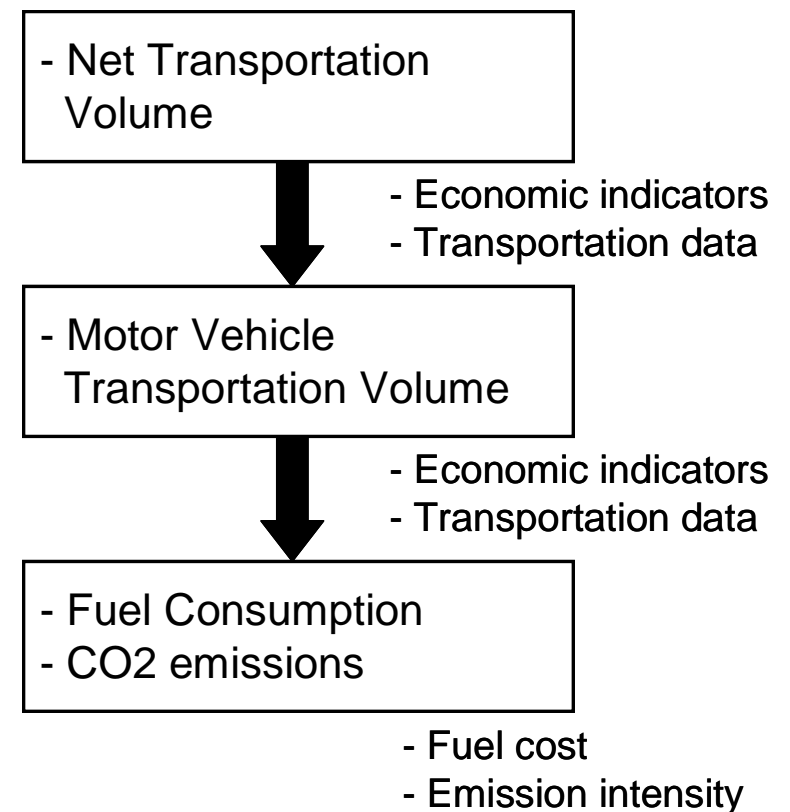 - Net Transportation
Volume
- Economic indicators
- Transportation data
- Motor Vehicle
Transportation Volume
- Economic indicators
- Transportation data
- Fuel Consumption
- CO2 emissions
- Fuel cost
- Emission intensity